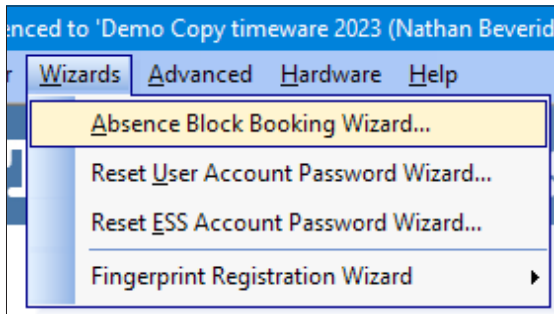 enced to 'Demo Copy timeware 2023 (Nathan Beverid
r Wizards Advanced Hardware Help
Absence Block Booking Wizard...
Reset User Account Password Wizard...
Reset ESS Account Password Wizard...
Fingerprint Registration Wizard